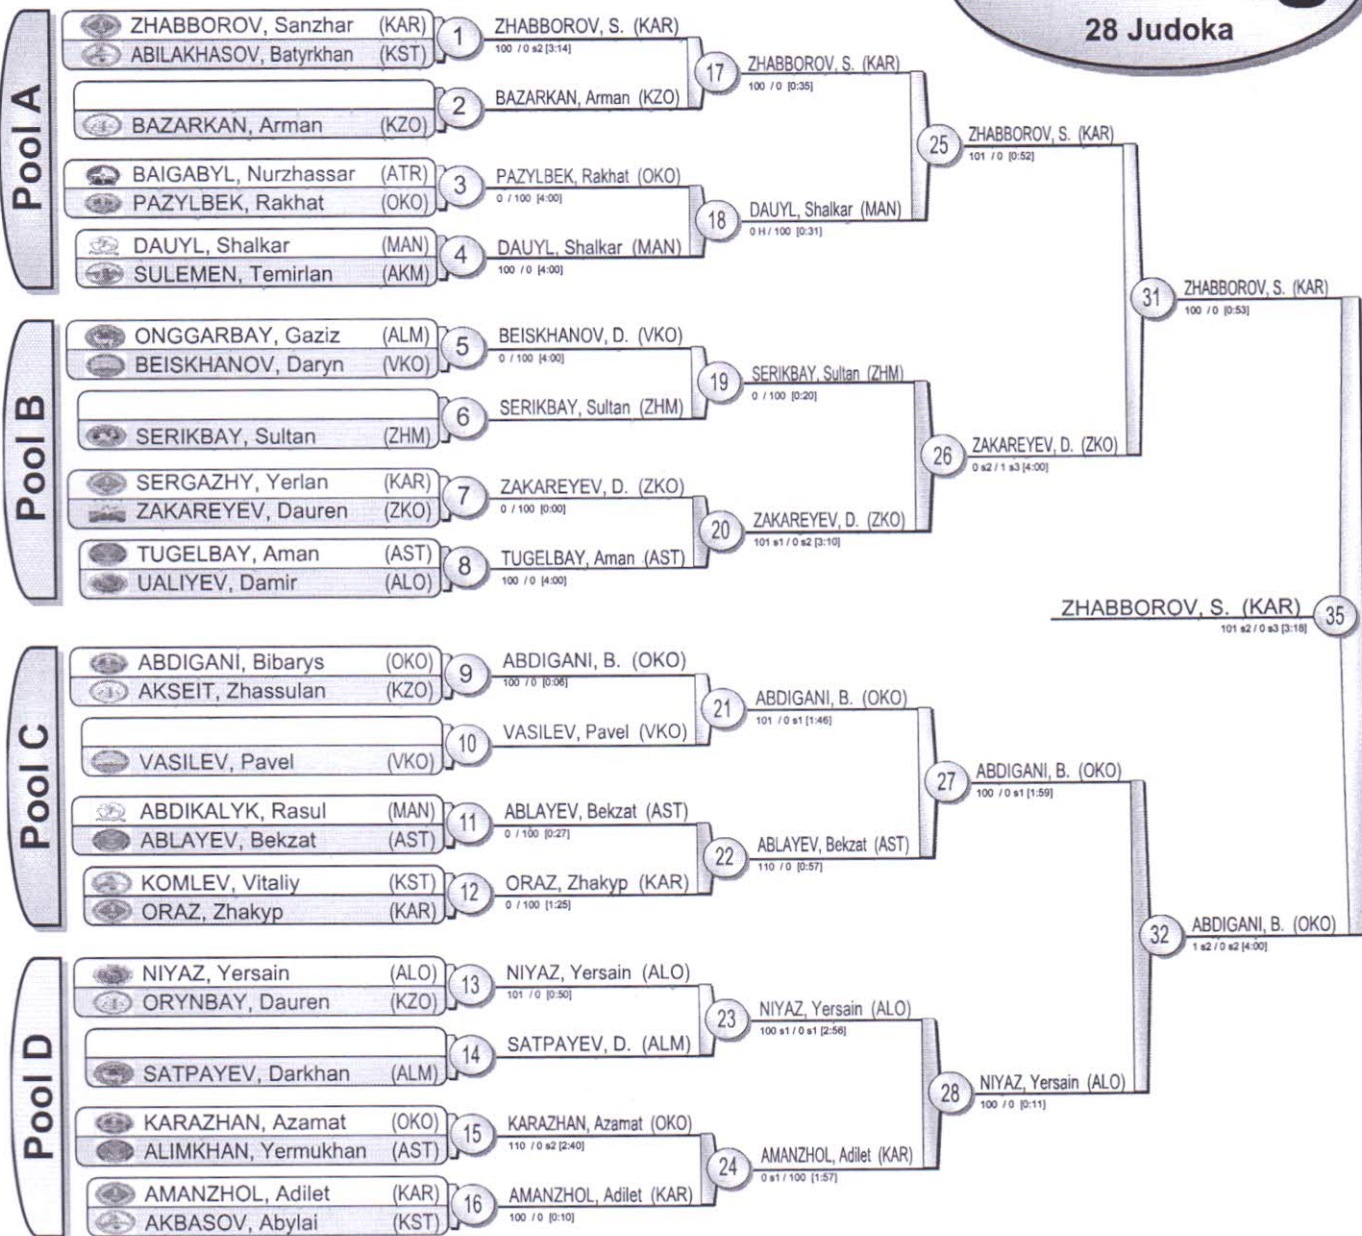 28 Judoka
Pool A
ZHABBOROV, Sanzhar (KAR)
ABILAKHASOV, Batyrkhan (KST)
1
ZHABBOROV, S. (KAR)
100 / 0 s2 [3:14]
BAZARKAN, Arman (KZO)
2
BAZARKAN, Arman (KZO)
17
ZHABBOROV, S. (KAR)
100 / 0 [0:35]
BAIGABYL, Nurzhassar (ATR)
PAZYLBEK, Rakhat (OKO)
3
PAZYLBEK, Rakhat (OKO)
0 / 100 [4:00]
DAUYL, Shalkar (MAN)
SULEMEN, Temirlan (AKM)
4
DAUYL, Shalkar (MAN)
100 / 0 [4:00]
18
DAUYL, Shalkar (MAN)
0 H / 100 [0:31]
25
ZHABBOROV, S. (KAR)
101 / 0 [0:52]
Pool B
ONGGARBAY, Gaziz (ALM)
BEISKHANOV, Daryn (VKO)
5
BEISKHANOV, D. (VKO)
0 / 100 [4:00]
SERIKBAY, Sultan (ZHM)
6
SERIKBAY, Sultan (ZHM)
19
SERIKBAY, Sultan (ZHM)
0 / 100 [0:20]
SERGAZHY, Yerlan (KAR)
ZAKAREYEV, Dauren (ZKO)
7
ZAKAREYEV, D. (ZKO)
0 / 100 [0:00]
TUGELBAY, Aman (AST)
UALIYEV, Damir (ALO)
8
TUGELBAY, Aman (AST)
100 / 0 [4:00]
20
ZAKAREYEV, D. (ZKO)
101 s1 / 0 s2 [3:10]
26
ZAKAREYEV, D. (ZKO)
0 s2 / 1 s3 [4:00]
31
ZHABBOROV, S. (KAR)
100 / 0 [0:53]
ZHABBOROV, S. (KAR)
35
101 s2 / 0 s3 [3:18]
Pool C
ABDIGANI, Bibarys (OKO)
AKSEIT, Zhassulan (KZO)
9
ABDIGANI, B. (OKO)
100 / 0 [0:06]
VASILEV, Pavel (VKO)
10
VASILEV, Pavel (VKO)
21
ABDIGANI, B. (OKO)
101 / 0 s1 [1:46]
ABDIKALYK, Rasul (MAN)
ABLAYEV, Bekzat (AST)
11
ABLAYEV, Bekzat (AST)
0 / 100 [0:27]
KOMLEV, Vitaliy (KST)
ORAZ, Zhakyp (KAR)
12
ORAZ, Zhakyp (KAR)
0 / 100 [1:25]
22
ABLAYEV, Bekzat (AST)
110 / 0 [0:57]
27
ABDIGANI, B. (OKO)
100 / 0 s1 [1:59]
Pool D
NIYAZ, Yersain (ALO)
ORYNBAY, Dauren (KZO)
13
NIYAZ, Yersain (ALO)
101 / 0 [0:50]
SATPAYEV, Darkhan (ALM)
14
SATPAYEV, D. (ALM)
23
NIYAZ, Yersain (ALO)
100 s1 / 0 s1 [2:56]
KARAZHAN, Azamat (OKO)
ALIMKHAN, Yermukhan (AST)
15
KARAZHAN, Azamat (OKO)
110 / 0 s2 [2:40]
AMANZHOL, Adilet (KAR)
AKBASOV, Abylai (KST)
16
AMANZHOL, Adilet (KAR)
100 / 0 [0:10]
24
AMANZHOL, Adilet (KAR)
0 s1 / 100 [1:57]
28
NIYAZ, Yersain (ALO)
100 / 0 [0:11]
32
ABDIGANI, B. (OKO)
1 s2 / 0 s2 [4:00]